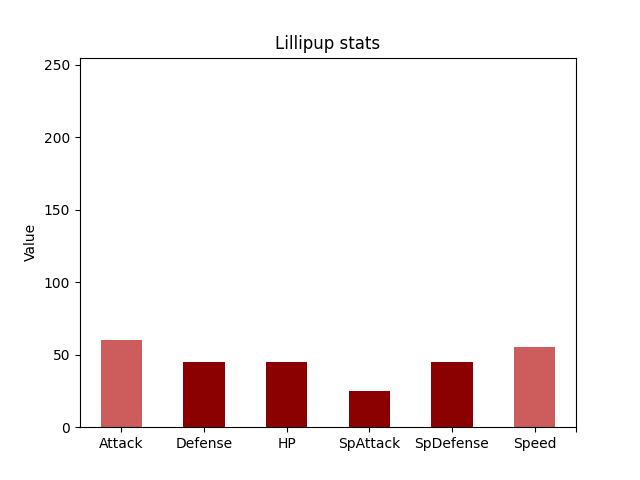 Lillipup stats
Value
250
200
150
100
50
0
Attack
Defense
HP
SpAttack
SpDefense
Speed